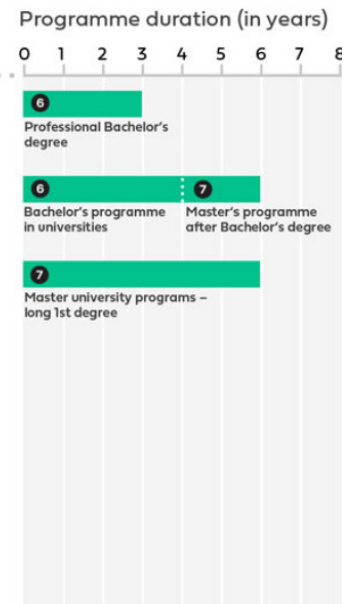 Programme duration (in years)
0 1 2 3 4 5 6 7 8
6
Professional Bachelor's
degree
6 7
Bachelor's programme Master's programme
in universities after Bachelor's degree
7
Master university programs –
long 1st degree